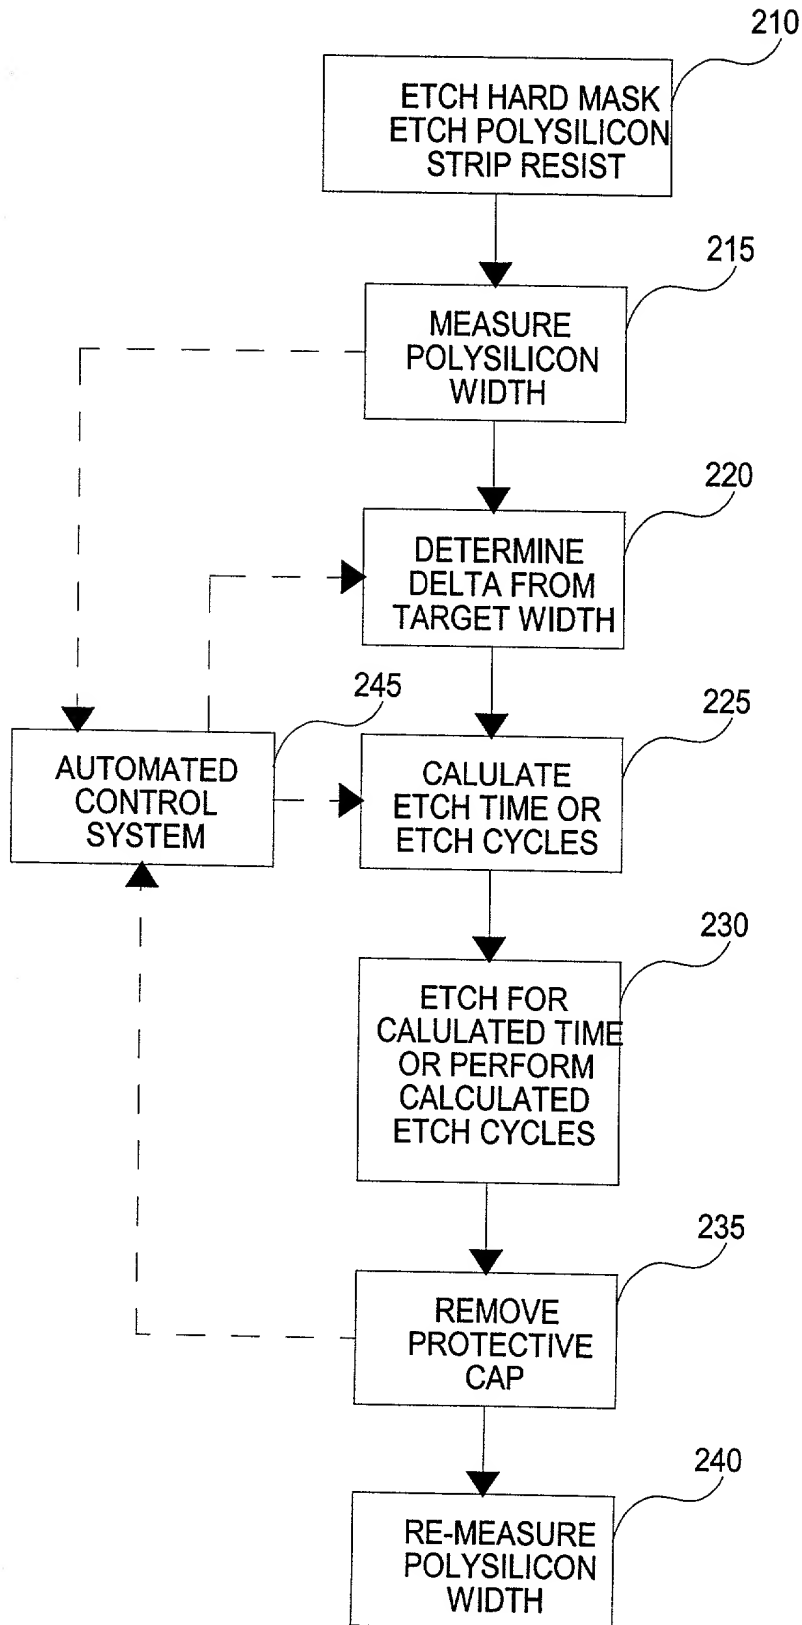 210
ETCH HARD MASK
ETCH POLYSILICON
STRIP RESIST
215
MEASURE
POLYSILICON
WIDTH
220
DETERMINE
DELTA FROM
TARGET WIDTH
245
AUTOMATED
CONTROL
SYSTEM
225
CALULATE
ETCH TIME OR
ETCH CYCLES
230
ETCH FOR
CALULATED TIME
OR PERFORM
CALCULATED
ETCH CYCLES
235
REMOVE
PROTECTIVE
CAP
240
RE-MEASURE
POLYSILICON
WIDTH